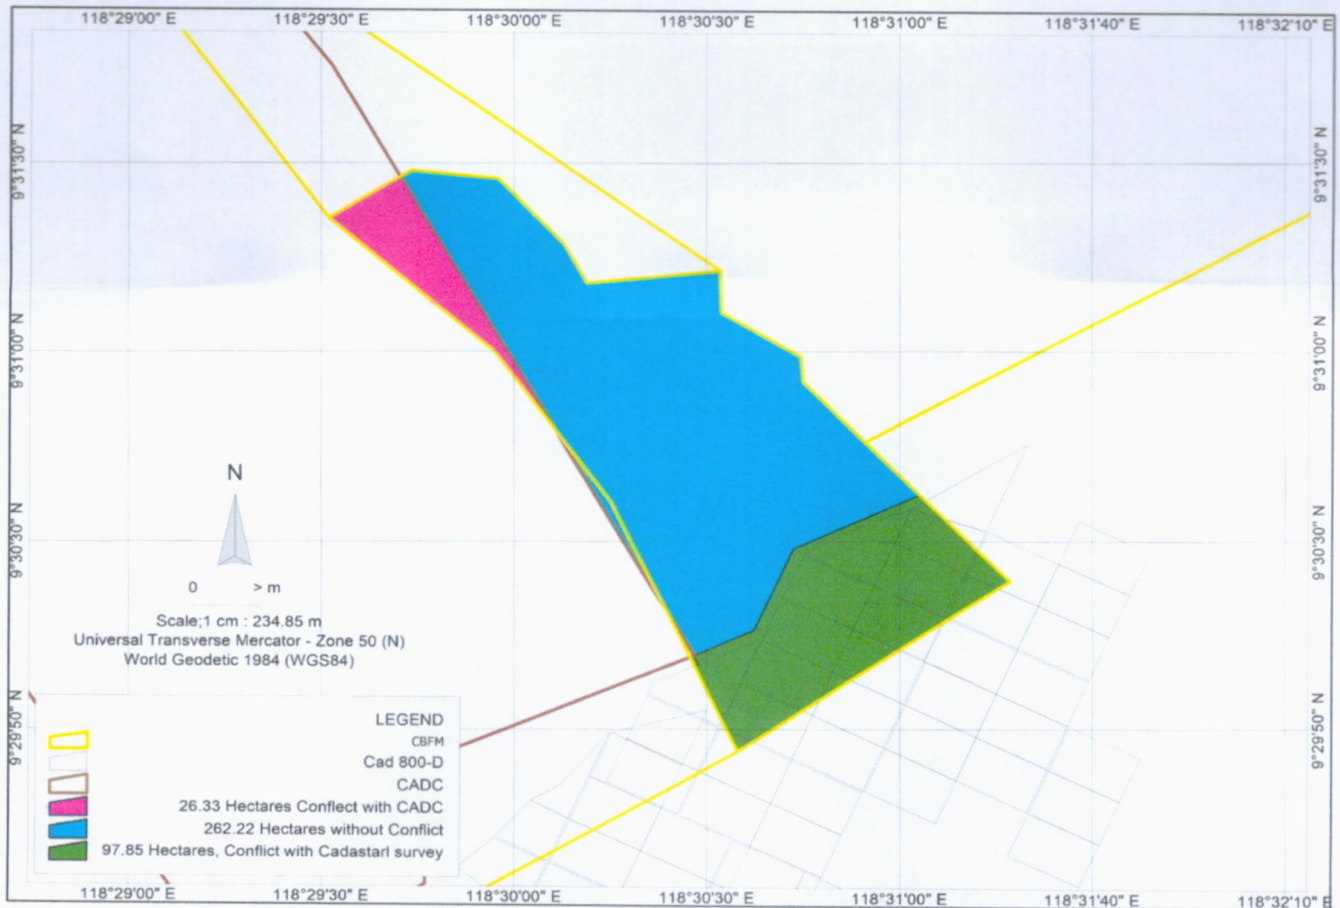 118°29'00" E
118°29'30" E
118°30'00" E
118°30'30" E
118°31'00" E
118°31'40" E
118°32'10" E
9°31'30" N
9°31'00" N
9°30'30" N
9°29'50" N
9°31'30" N
9°31'00" N
9°30'30" N
9°29'50" N
N
0 > m
Scale;1 cm : 234.85 m
Universal Transverse Mercator - Zone 50 (N)
World Geodetic 1984 (WGS84)
LEGEND
CBFM
Cad 800-D
CADC
26.33 Hectares Conflect with CADC
262.22 Hectares without Conflict
97.85 Hectares, Conflict with Cadastarl survey
118°29'00" E
118°29'30" E
118°30'00" E
118°30'30" E
118°31'00" E
118°31'40" E
118°32'10" E